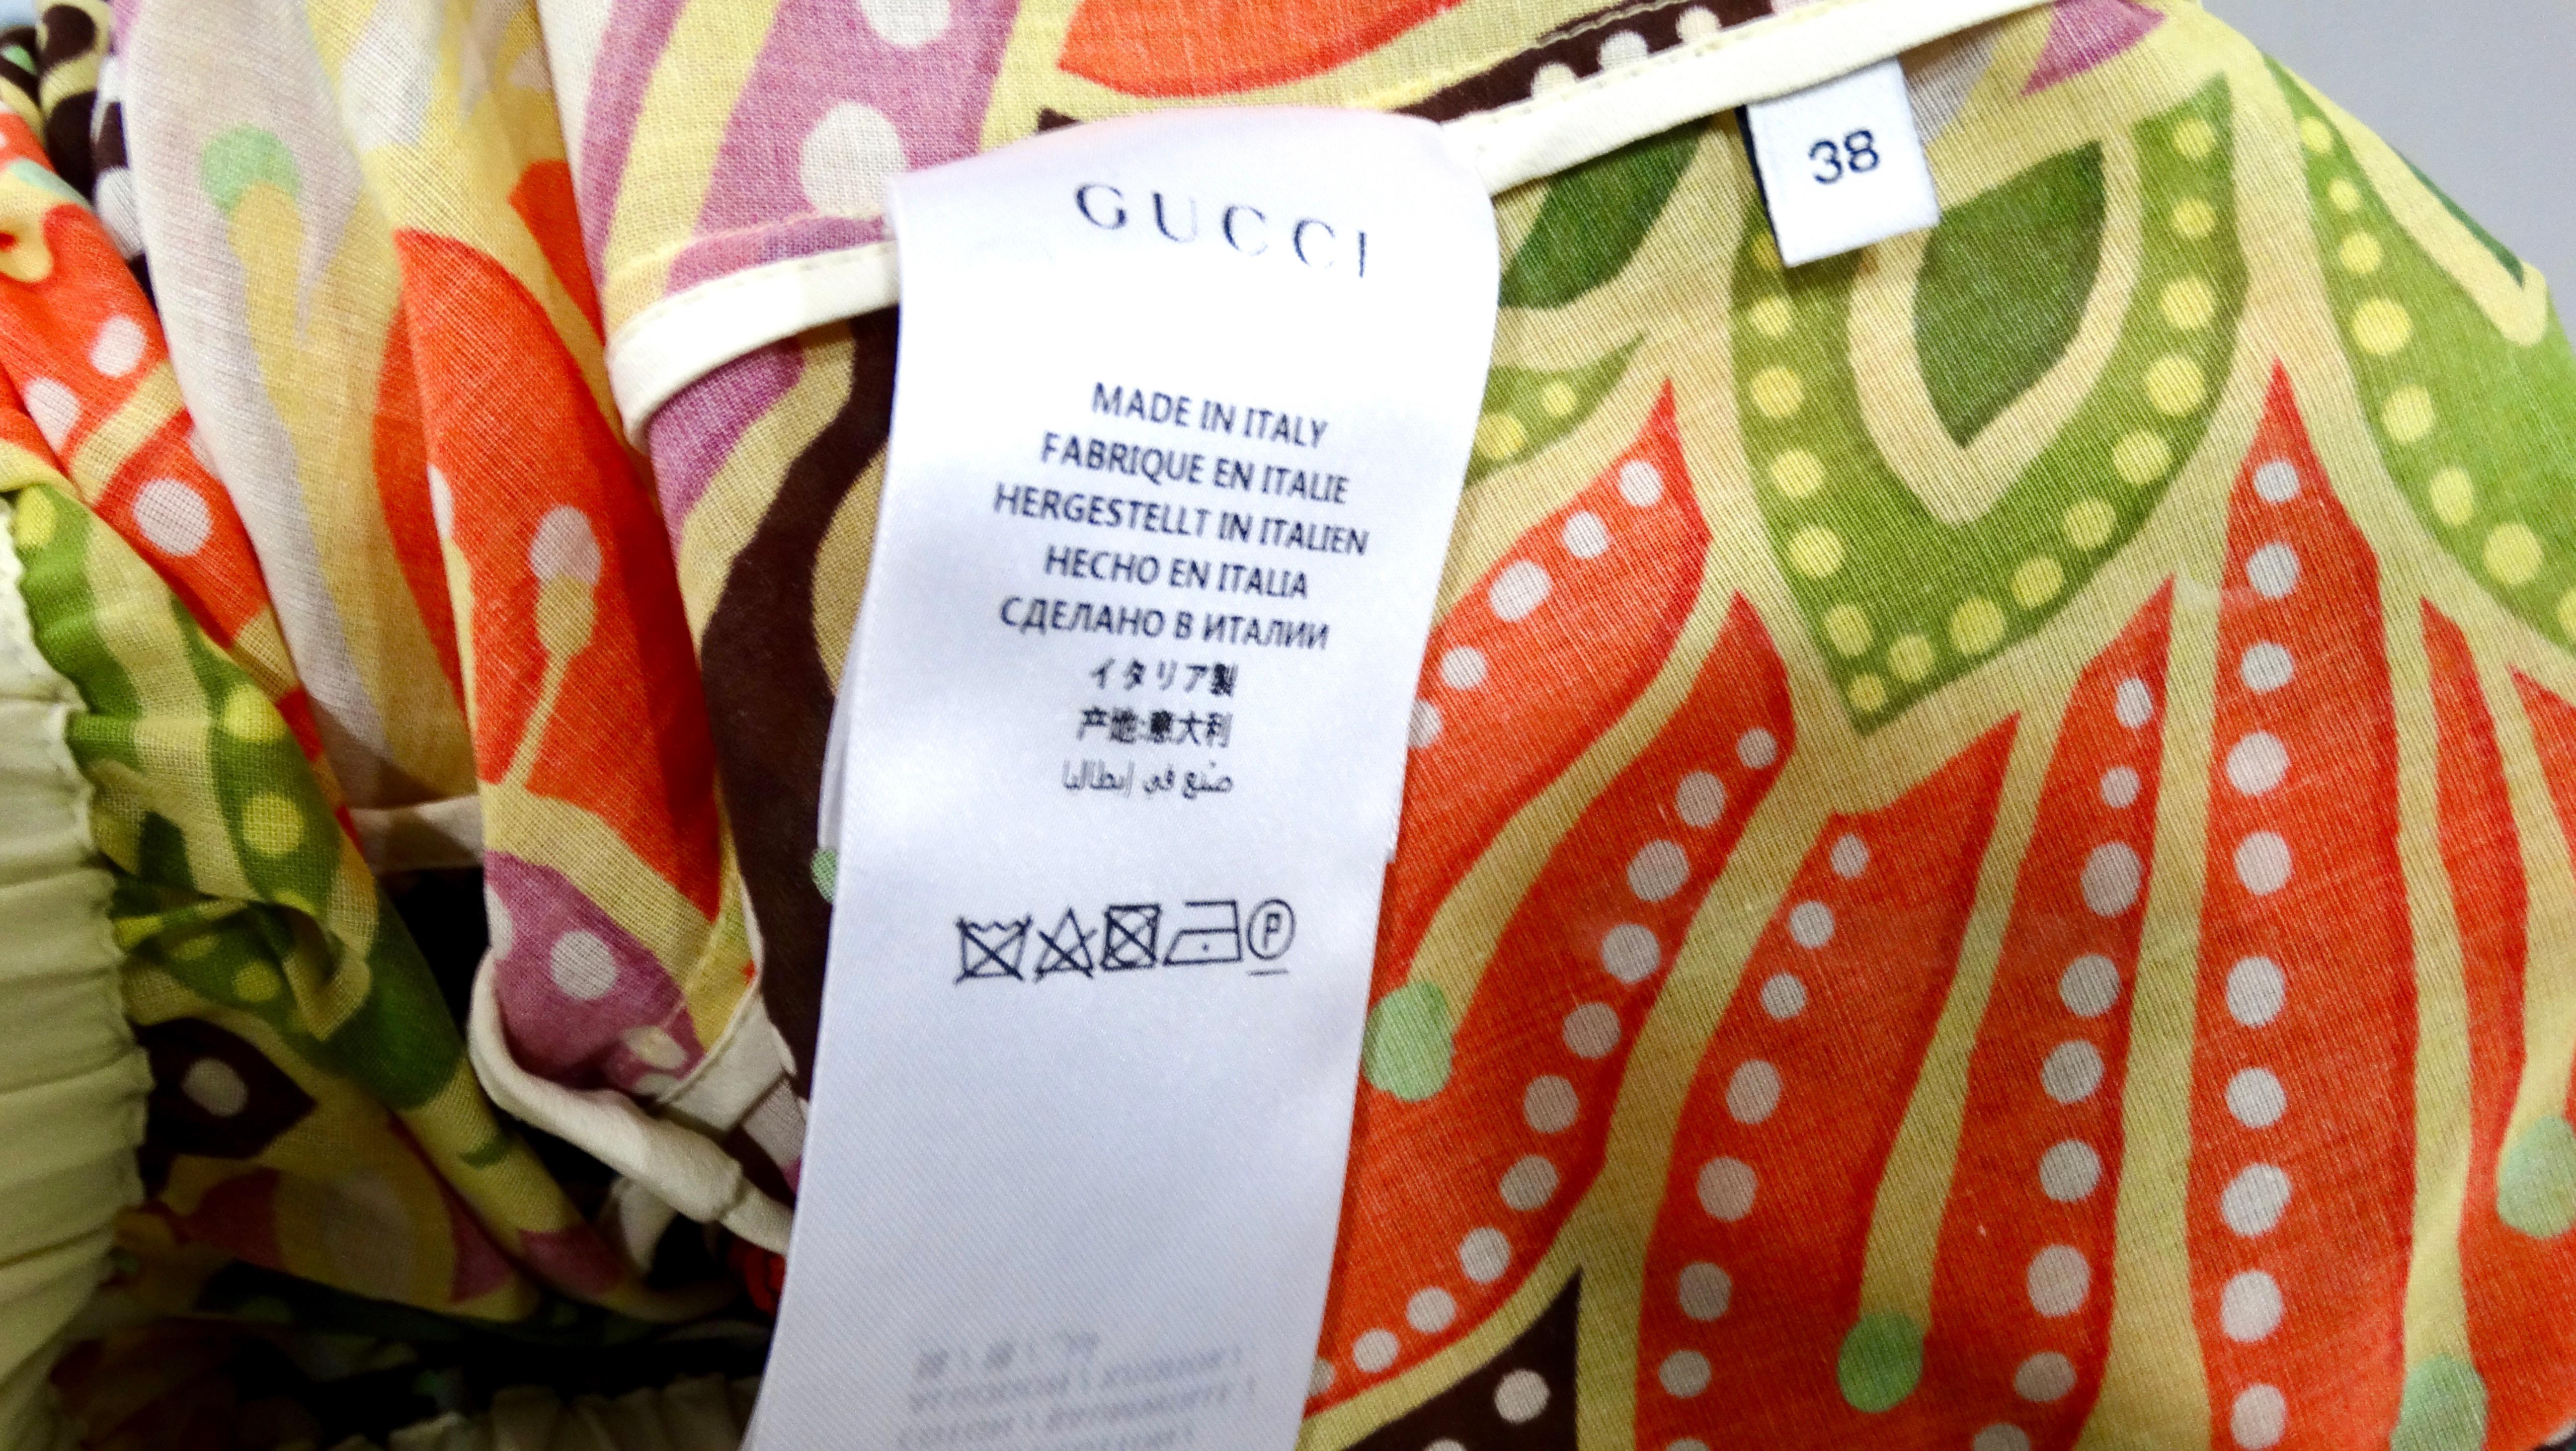 GUCCI
38
MADE IN ITALY
FABRIQUE EN ITALIE
HERGESTELLT IN ITALIEN
HECHO EN ITALIA
СДЕЛАНО В ИТАЛИИ
イタリア製
产地:意大利
صنع في إيطاليا
P